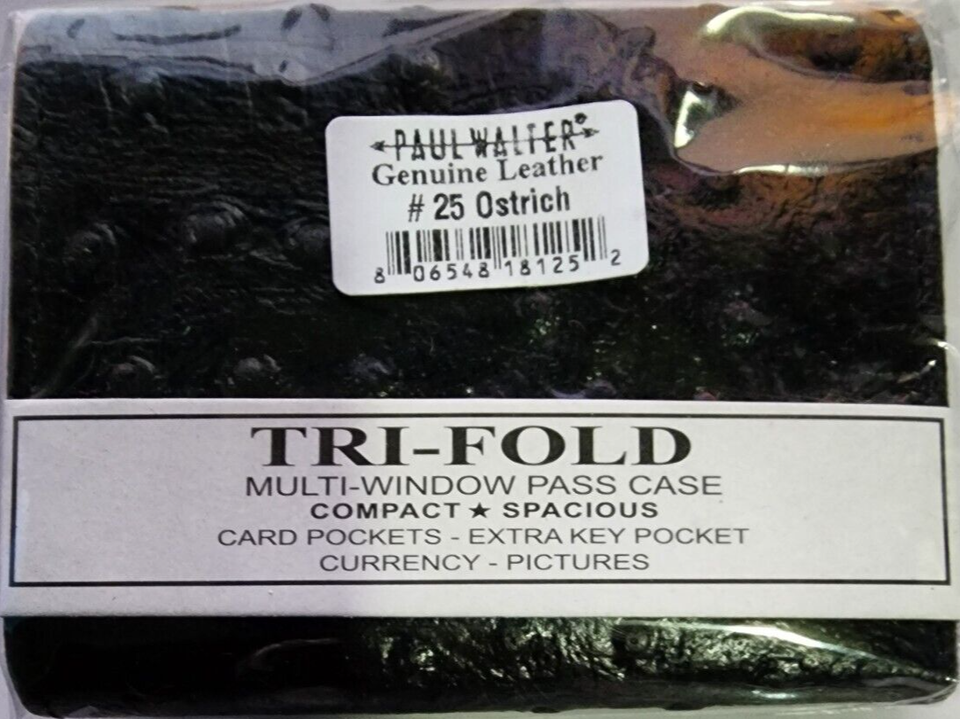 PAUL WALTER®
Genuine Leather
# 25 Ostrich
8 06548 18125 2
TRI-FOLD
MULTI-WINDOW PASS CASE
COMPACT ★ SPACIOUS
CARD POCKETS - EXTRA KEY POCKET
CURRENCY - PICTURES